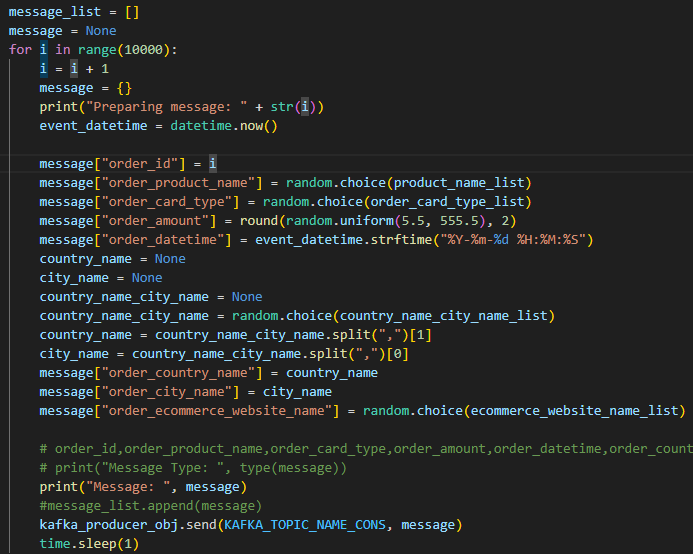 message_list = []
message = None
for i in range(10000):
    i = i + 1
    message = {}
    print("Preparing message: " + str(i))
    event_datetime = datetime.now()

    message["order_id"] = i
    message["order_product_name"] = random.choice(product_name_list)
    message["order_card_type"] = random.choice(order_card_type_list)
    message["order_amount"] = round(random.uniform(5.5, 555.5), 2)
    message["order_datetime"] = event_datetime.strftime("%Y-%m-%d %H:%M:%S")
    country_name = None
    city_name = None
    country_name_city_name = None
    country_name_city_name = random.choice(country_name_city_name_list)
    country_name = country_name_city_name.split(",")[1]
    city_name = country_name_city_name.split(",")[0]
    message["order_country_name"] = country_name
    message["order_city_name"] = city_name
    message["order_ecommerce_website_name"] = random.choice(ecommerce_website_name_list)

    # order_id,order_product_name,order_card_type,order_amount,order_datetime,order_count
    # print("Message Type: ", type(message))
    print("Message: ", message)
    #message_list.append(message)
    kafka_producer_obj.send(KAFKA_TOPIC_NAME_CONS, message)
    time.sleep(1)